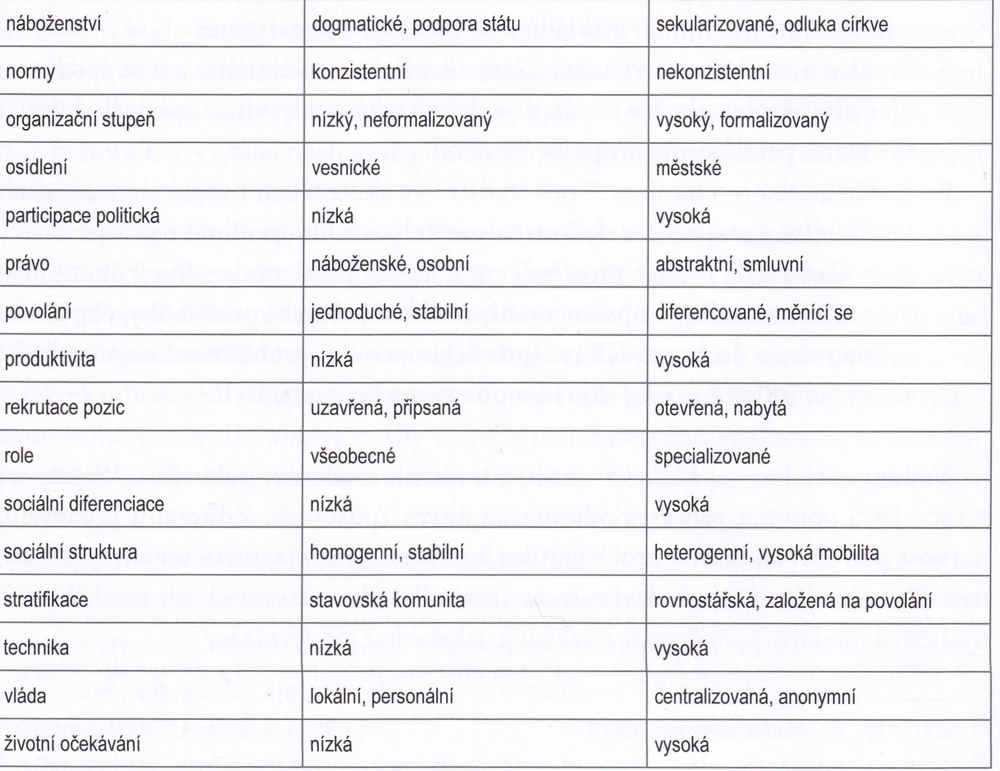 náboženství dogmatické, podpora státu sekularizované, odluka církve
normy konzistentní nekonzistentní
organizační stupeň nízký, neformalizovaný vysoký, formalizovaný
osídlení vesnické městské
participace politická nízká vysoká
právo náboženské, osobní abstraktní, smluvní
povolání jednoduché, stabilní diferencované, měnící se
produktivita nízká vysoká
rekrutace pozic uzavřená, připsaná otevřená, nabytá
role všeobecné specializované
sociální diferenciace nízká vysoká
sociální struktura homogenní, stabilní heterogenní, vysoká mobilita
stratifikace stavovská komunita rovnostářská, založená na povolání
technika nízká vysoká
vláda lokální, personální centralizovaná, anonymní
životní očekávání nízká vysoká